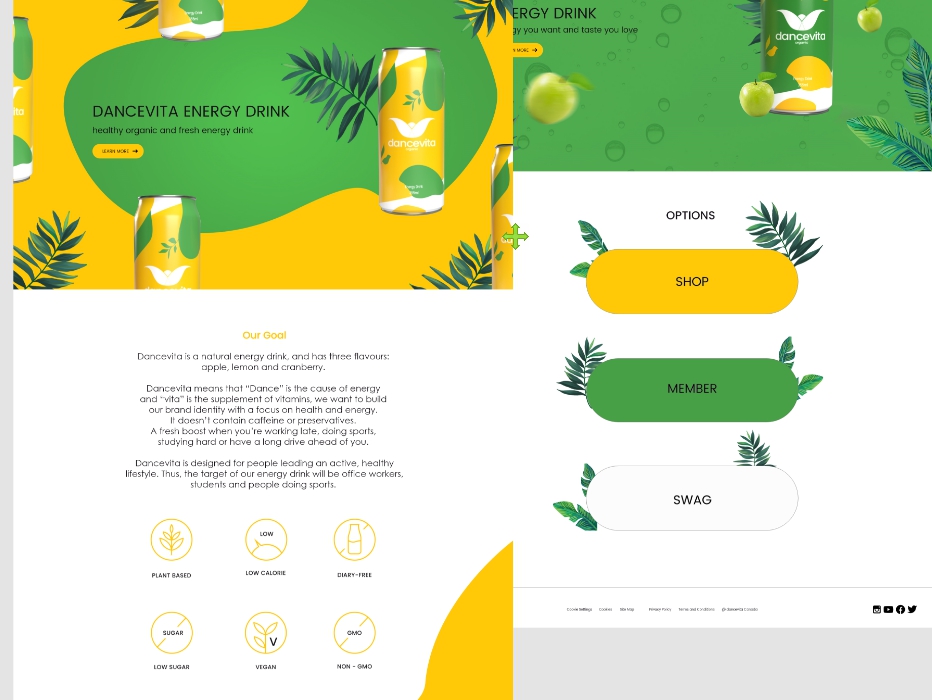 DANCEVITA ENERGY DRINK
healthy organic and fresh energy drink
LEARN MORE
dancevita
organic
Our Goal
Dancevita is a natural energy drink, and has three flavours:
apple, lemon and cranberry.
Dancevita means that “Dance” is the cause of energy
and “vita” is the supplement of vitamins, we want to build
our brand identity with a focus on health and energy.
It doesn’t contain caffeine or preservatives.
A fresh boost when you’re working late, doing sports,
studying hard or have a long drive ahead of you.
Dancevita is designed for people leading an active, healthy
lifestyle. Thus, the target of our energy drink will be office workers,
students and people doing sports.
PLANT BASED
LOW
LOW CALORIE
DIARY-FREE
SUGAR
LOW SUGAR
V
VEGAN
GMO
NON - GMO
ERGY DRINK
gy you want and taste you love
MORE
dancevita
organic
OPTIONS
SHOP
MEMBER
SWAG
Cookie Settings Cookies Site Map Privacy Policy Terms and Conditions @ dancevita Canada